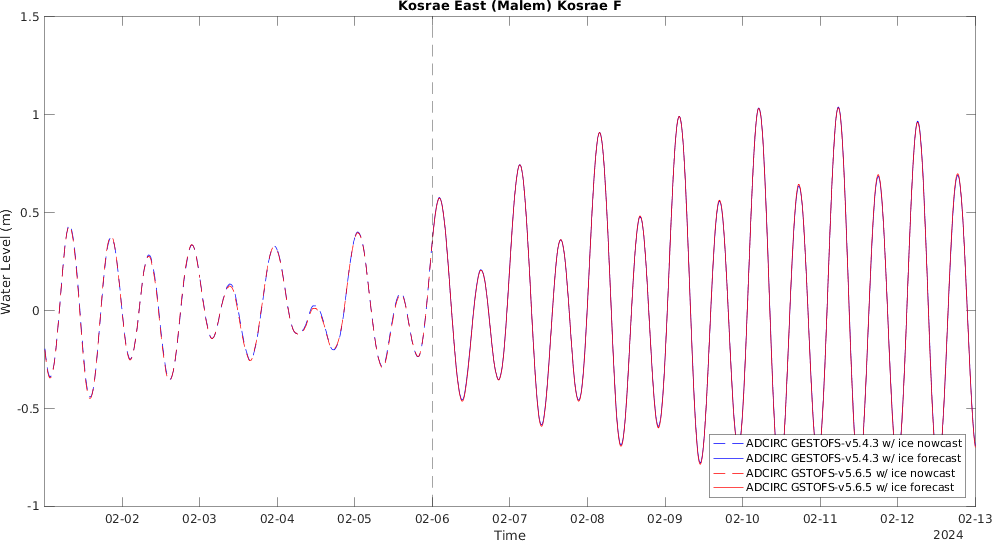 Kosrae East (Malem) Kosrae F
Water Level (m)
1.5
1
0.5
0
-0.5
-1
ADCIRC GESTOFS-v5.4.3 w/ ice nowcast
ADCIRC GESTOFS-v5.4.3 w/ ice forecast
ADCIRC GSTOFS-v5.6.5 w/ ice nowcast
ADCIRC GSTOFS-v5.6.5 w/ ice forecast
02-02 02-03 02-04 02-05 02-06 02-07 02-08 02-09 02-10 02-11 02-12 02-13
Time
2024